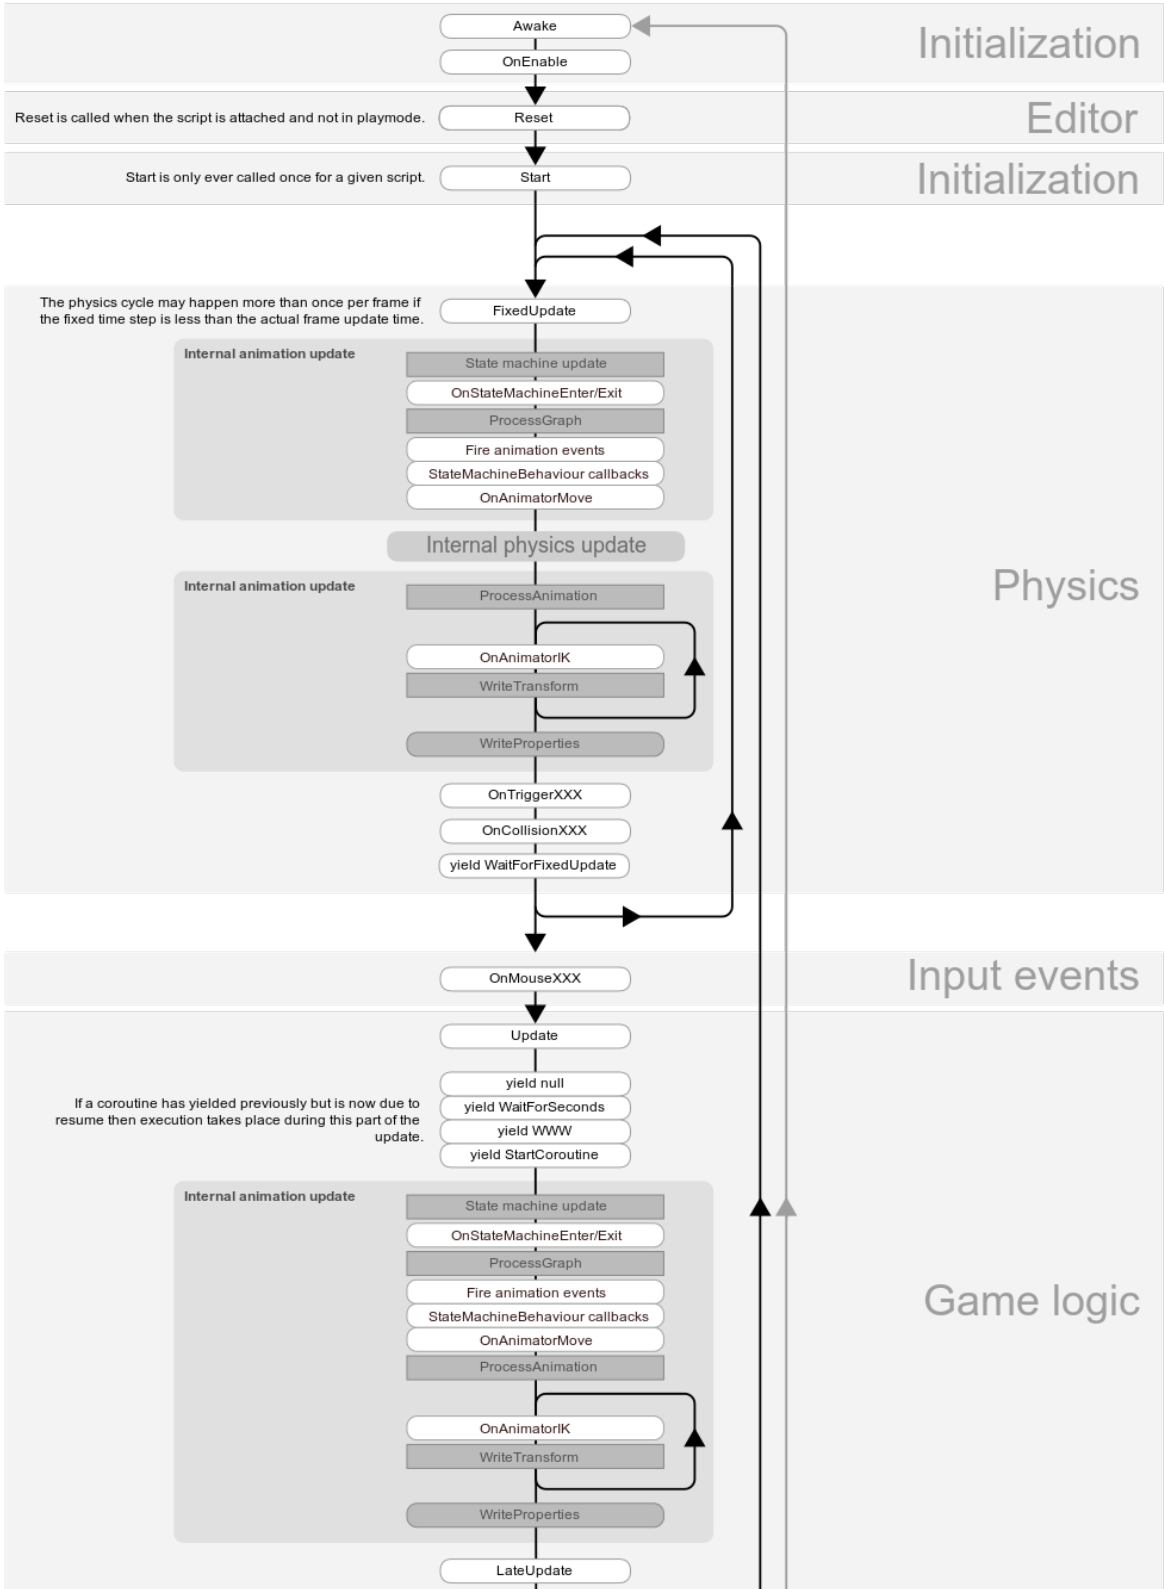 Awake
Initialization
OnEnable
Reset is called when the script is attached and not in playmode.
Reset
Editor
Start is only ever called once for a given script.
Start
Initialization
The physics cycle may happen more than once per frame if
the fixed time step is less than the actual frame update time.
FixedUpdate
Internal animation update
State machine update
OnStateMachineEnter/Exit
ProcessGraph
Fire animation events
StateMachineBehaviour callbacks
OnAnimatorMove
Internal physics update
Physics
Internal animation update
ProcessAnimation
OnAnimatorIK
WriteTransform
WriteProperties
OnTriggerXXX
OnCollisionXXX
yield WaitForFixedUpdate
OnMouseXXX
Input events
Update
yield null
If a coroutine has yielded previously but is now due to
resume then execution takes place during this part of the
update.
yield WaitForSeconds
yield WWW
yield StartCoroutine
Internal animation update
State machine update
OnStateMachineEnter/Exit
ProcessGraph
Fire animation events
Game logic
StateMachineBehaviour callbacks
OnAnimatorMove
ProcessAnimation
OnAnimatorIK
WriteTransform
WriteProperties
LateUpdate